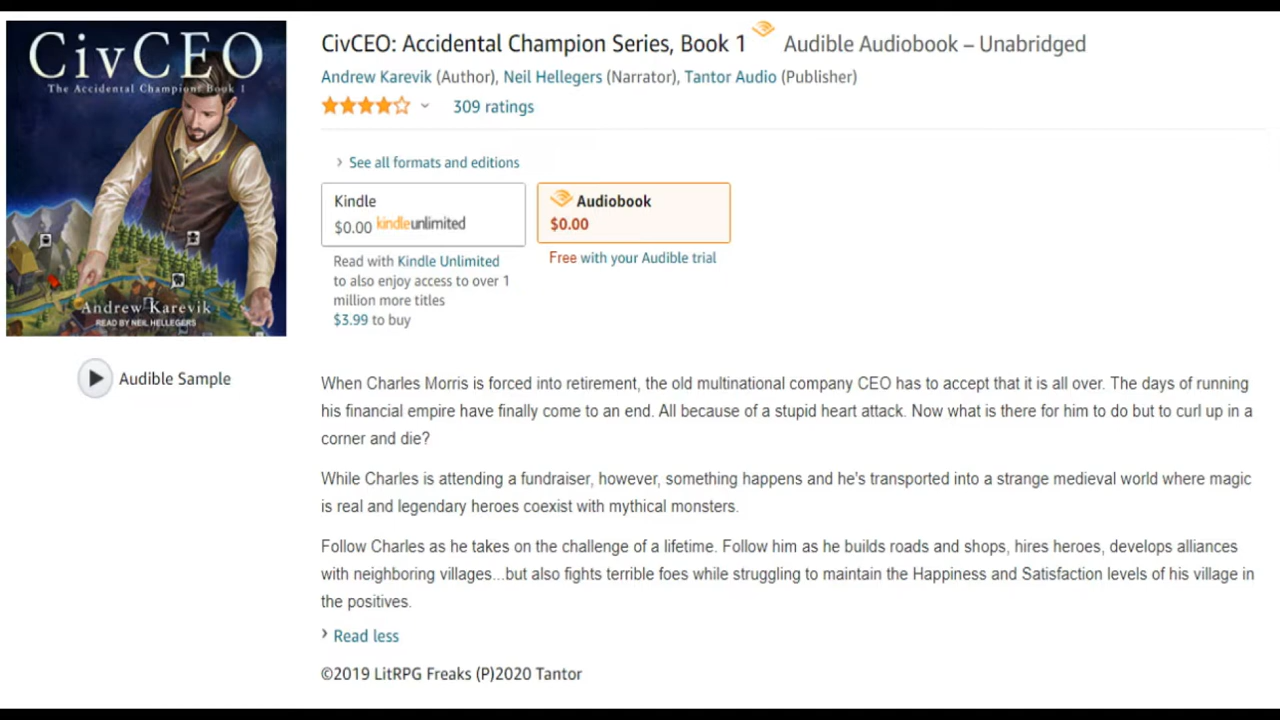 CivCEO
The Accidental Champion Book 1
Andrew Karevik
READ BY NEIL HELLEGERS
Audible Sample
CivCEO: Accidental Champion Series, Book 1 Audible Audiobook – Unabridged
Andrew Karevik (Author), Neil Hellegers (Narrator), Tantor Audio (Publisher)
309 ratings
See all formats and editions
Kindle
$0.00 kindleunlimited
Read with Kindle Unlimited
to also enjoy access to over 1
million more titles
$3.99 to buy
Audiobook
$0.00
Free with your Audible trial
When Charles Morris is forced into retirement, the old multinational company CEO has to accept that it is all over. The days of running
his financial empire have finally come to an end. All because of a stupid heart attack. Now what is there for him to do but to curl up in a
corner and die?
While Charles is attending a fundraiser, however, something happens and he's transported into a strange medieval world where magic
is real and legendary heroes coexist with mythical monsters.
Follow Charles as he takes on the challenge of a lifetime. Follow him as he builds roads and shops, hires heroes, develops alliances
with neighboring villages...but also fights terrible foes while struggling to maintain the Happiness and Satisfaction levels of his village in
the positives.
Read less
©2019 LitRPG Freaks (P)2020 Tantor